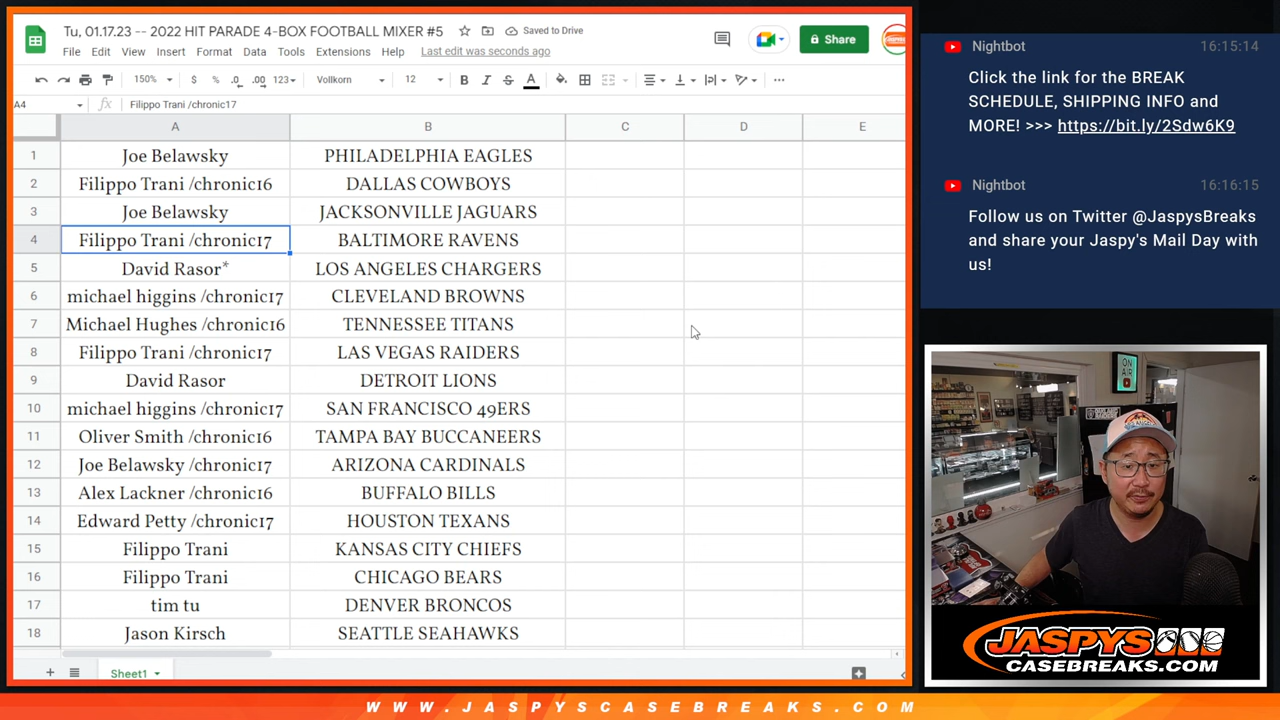 Tu, 01.17.23 -- 2022 HIT PARADE 4-BOX FOOTBALL MIXER #5
Saved to Drive
Share
File Edit View Insert Format Data Tools Extensions Help Last edit was seconds ago
150% $ % .0 .00 123 Vollkorn 12 B I S A
A4 fx Filippo Trani /chronic17
A B C D E
1 Joe Belawsky PHILADELPHIA EAGLES
2 Filippo Trani /chronic16 DALLAS COWBOYS
3 Joe Belawsky JACKSONVILLE JAGUARS
4 Filippo Trani /chronic17 BALTIMORE RAVENS
5 David Rasor* LOS ANGELES CHARGERS
6 michael higgins /chronic17 CLEVELAND BROWNS
7 Michael Hughes /chronic16 TENNESSEE TITANS
8 Filippo Trani /chronic17 LAS VEGAS RAIDERS
9 David Rasor DETROIT LIONS
10 michael higgins /chronic17 SAN FRANCISCO 49ERS
11 Oliver Smith /chronic16 TAMPA BAY BUCCANEERS
12 Joe Belawsky /chronic17 ARIZONA CARDINALS
13 Alex Lackner /chronic16 BUFFALO BILLS
14 Edward Petty /chronic17 HOUSTON TEXANS
15 Filippo Trani KANSAS CITY CHIEFS
16 Filippo Trani CHICAGO BEARS
17 tim tu DENVER BRONCOS
18 Jason Kirsch SEATTLE SEAHAWKS
Sheet1
Nightbot 16:15:14
Click the link for the BREAK
SCHEDULE, SHIPPING INFO and
MORE! >>> https://bit.ly/2Sdw6K9
Nightbot 16:16:15
Follow us on Twitter @JaspysBreaks
and share your Jaspy's Mail Day with
us!
ON
AIR
JASPYS
CASEBREAKS.COM
WWW.JASPYSCASEBREAKS.COM